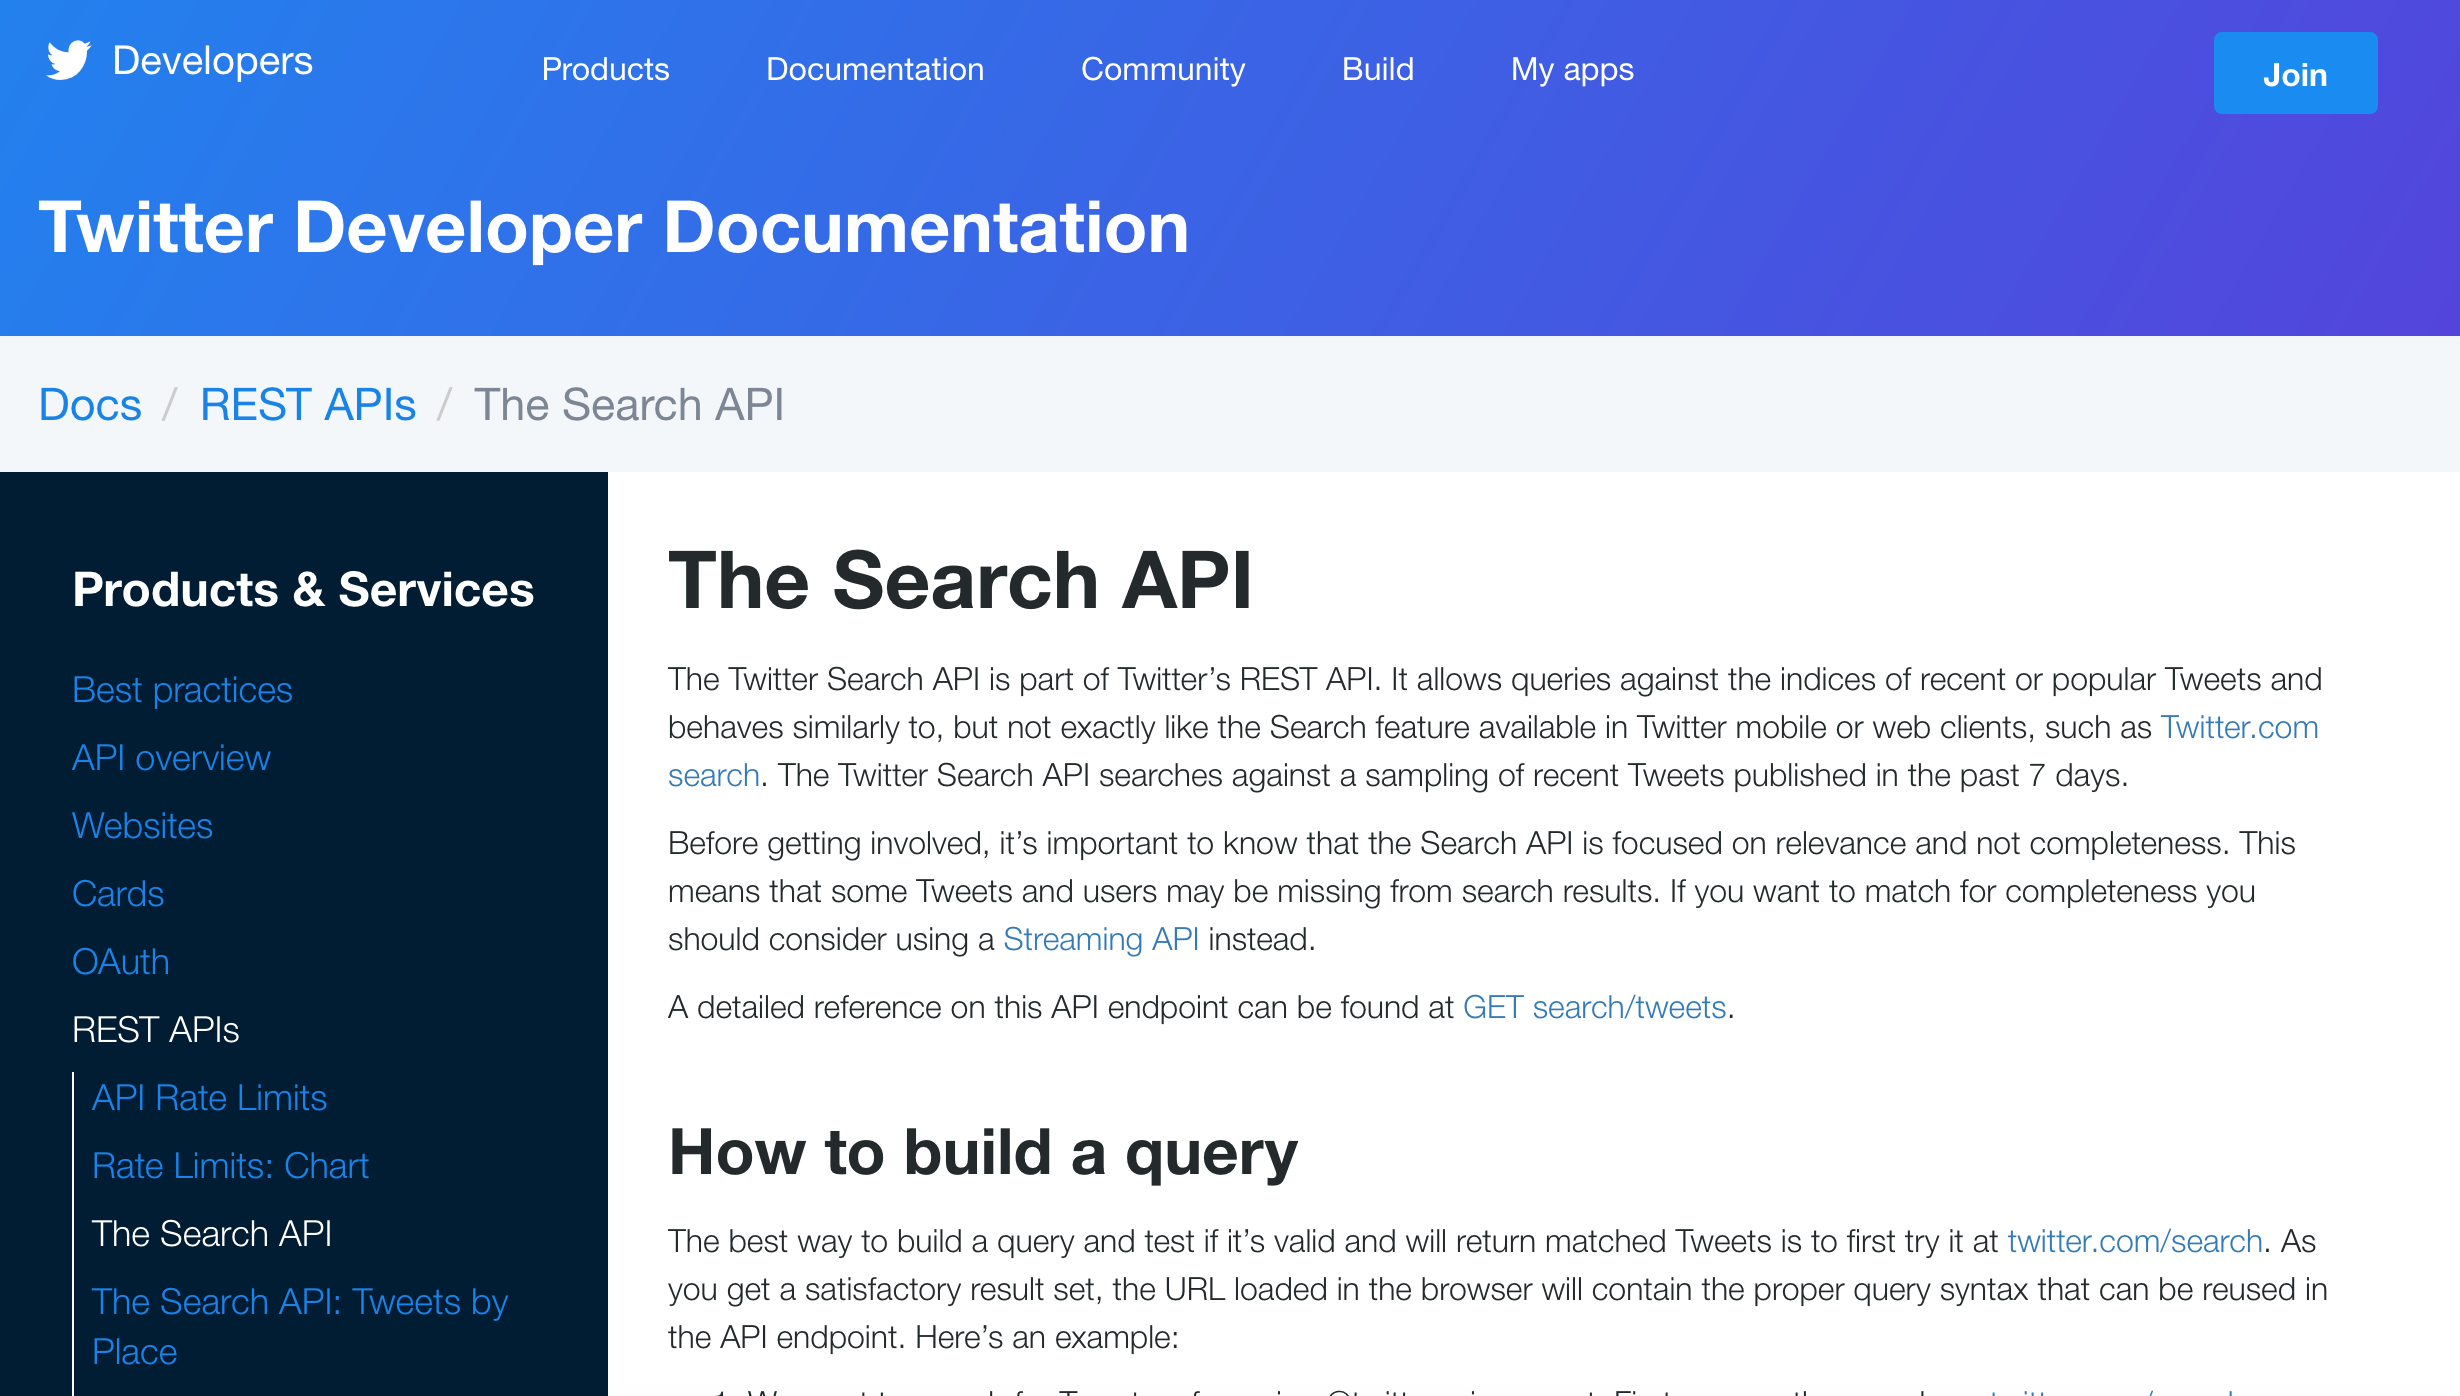 Developers
Products
Documentation
Community
Build
My apps
Join
Twitter Developer Documentation
Docs / REST APIs / The Search API
Products & Services
Best practices
API overview
Websites
Cards
OAuth
REST APIs
API Rate Limits
Rate Limits: Chart
The Search API
The Search API: Tweets by
Place
The Search API
The Twitter Search API is part of Twitter’s REST API. It allows queries against the indices of recent or popular Tweets and
behaves similarly to, but not exactly like the Search feature available in Twitter mobile or web clients, such as Twitter.com
search. The Twitter Search API searches against a sampling of recent Tweets published in the past 7 days.
Before getting involved, it’s important to know that the Search API is focused on relevance and not completeness. This
means that some Tweets and users may be missing from search results. If you want to match for completeness you
should consider using a Streaming API instead.
A detailed reference on this API endpoint can be found at GET search/tweets.
How to build a query
The best way to build a query and test if it’s valid and will return matched Tweets is to first try it at twitter.com/search. As
you get a satisfactory result set, the URL loaded in the browser will contain the proper query syntax that can be reused in
the API endpoint. Here’s an example: